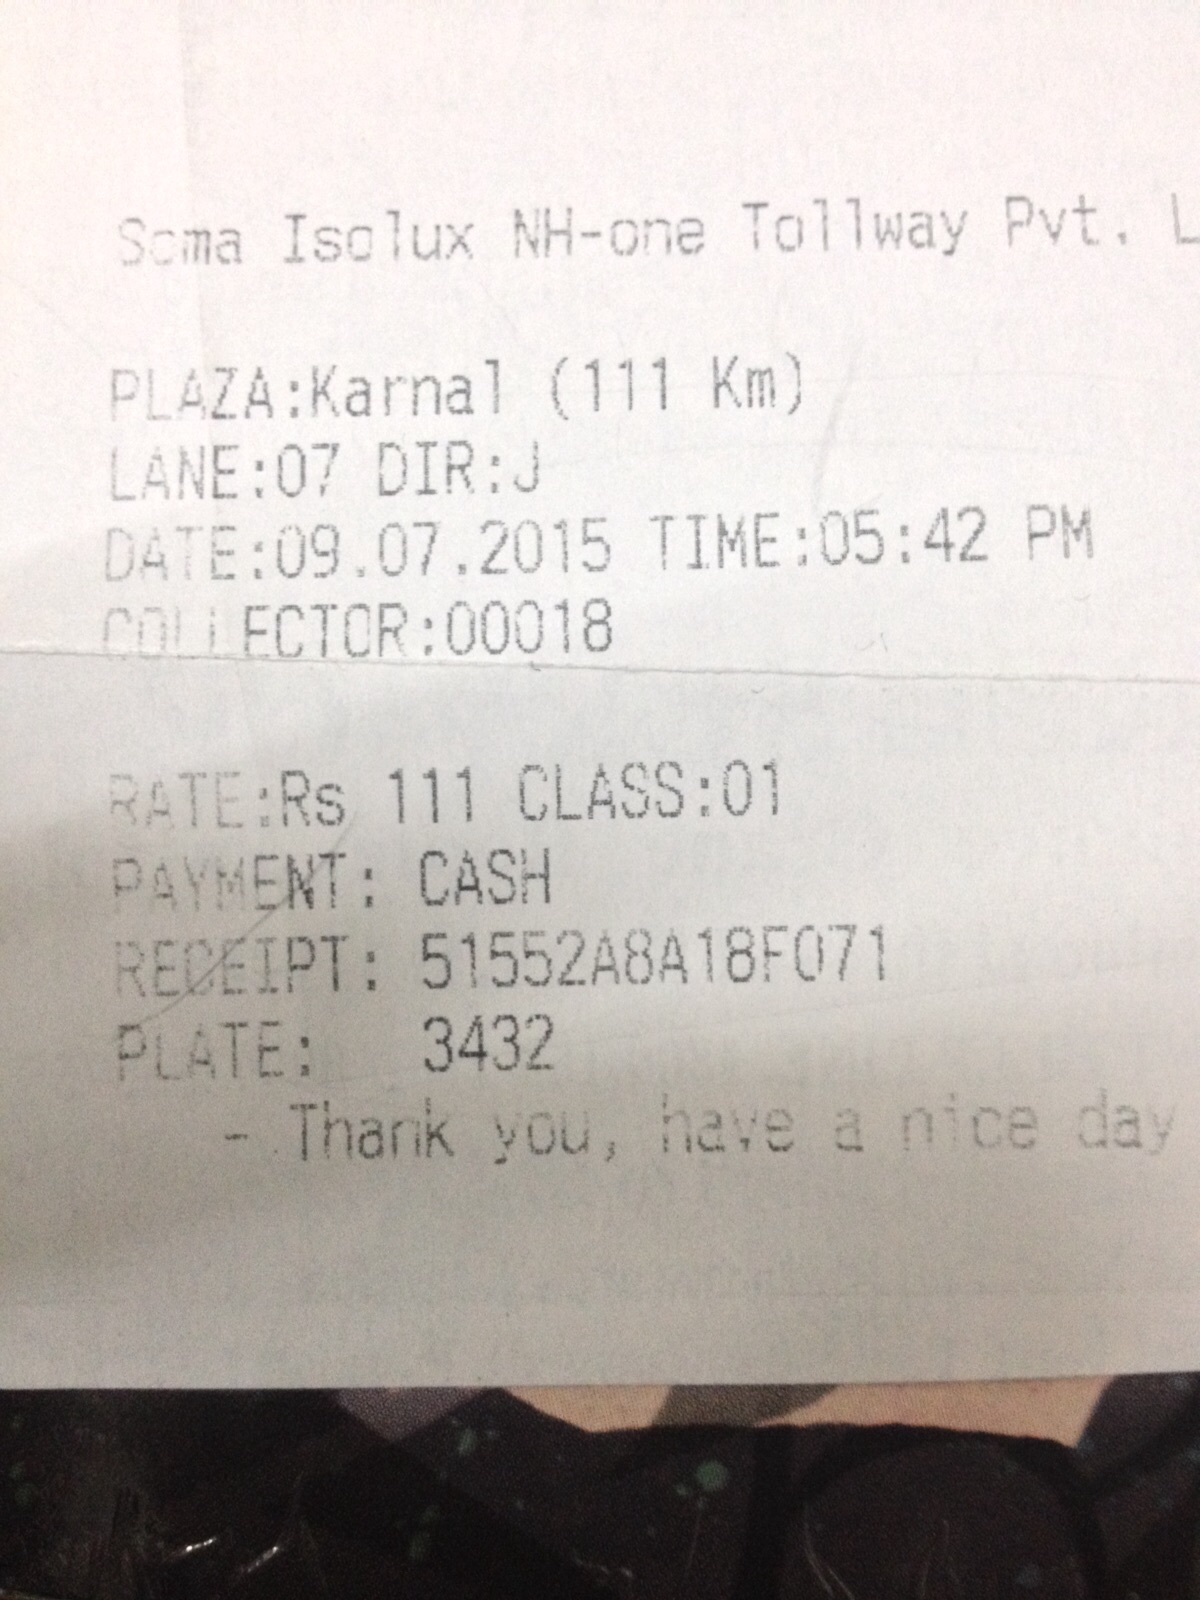 Soma Isolux NH-one Tollway Pvt. L
PLAZA:Karnal (111 Km)
LANE:07 DIR:J
DATE:09.07.2015 TIME:05:42 PM
COLLECTOR:00018
RATE:Rs 111 CLASS:01
PAYMENT: CASH
RECEIPT: 51552A8A18F071
PLATE: 3432
- Thank you, have a nice day